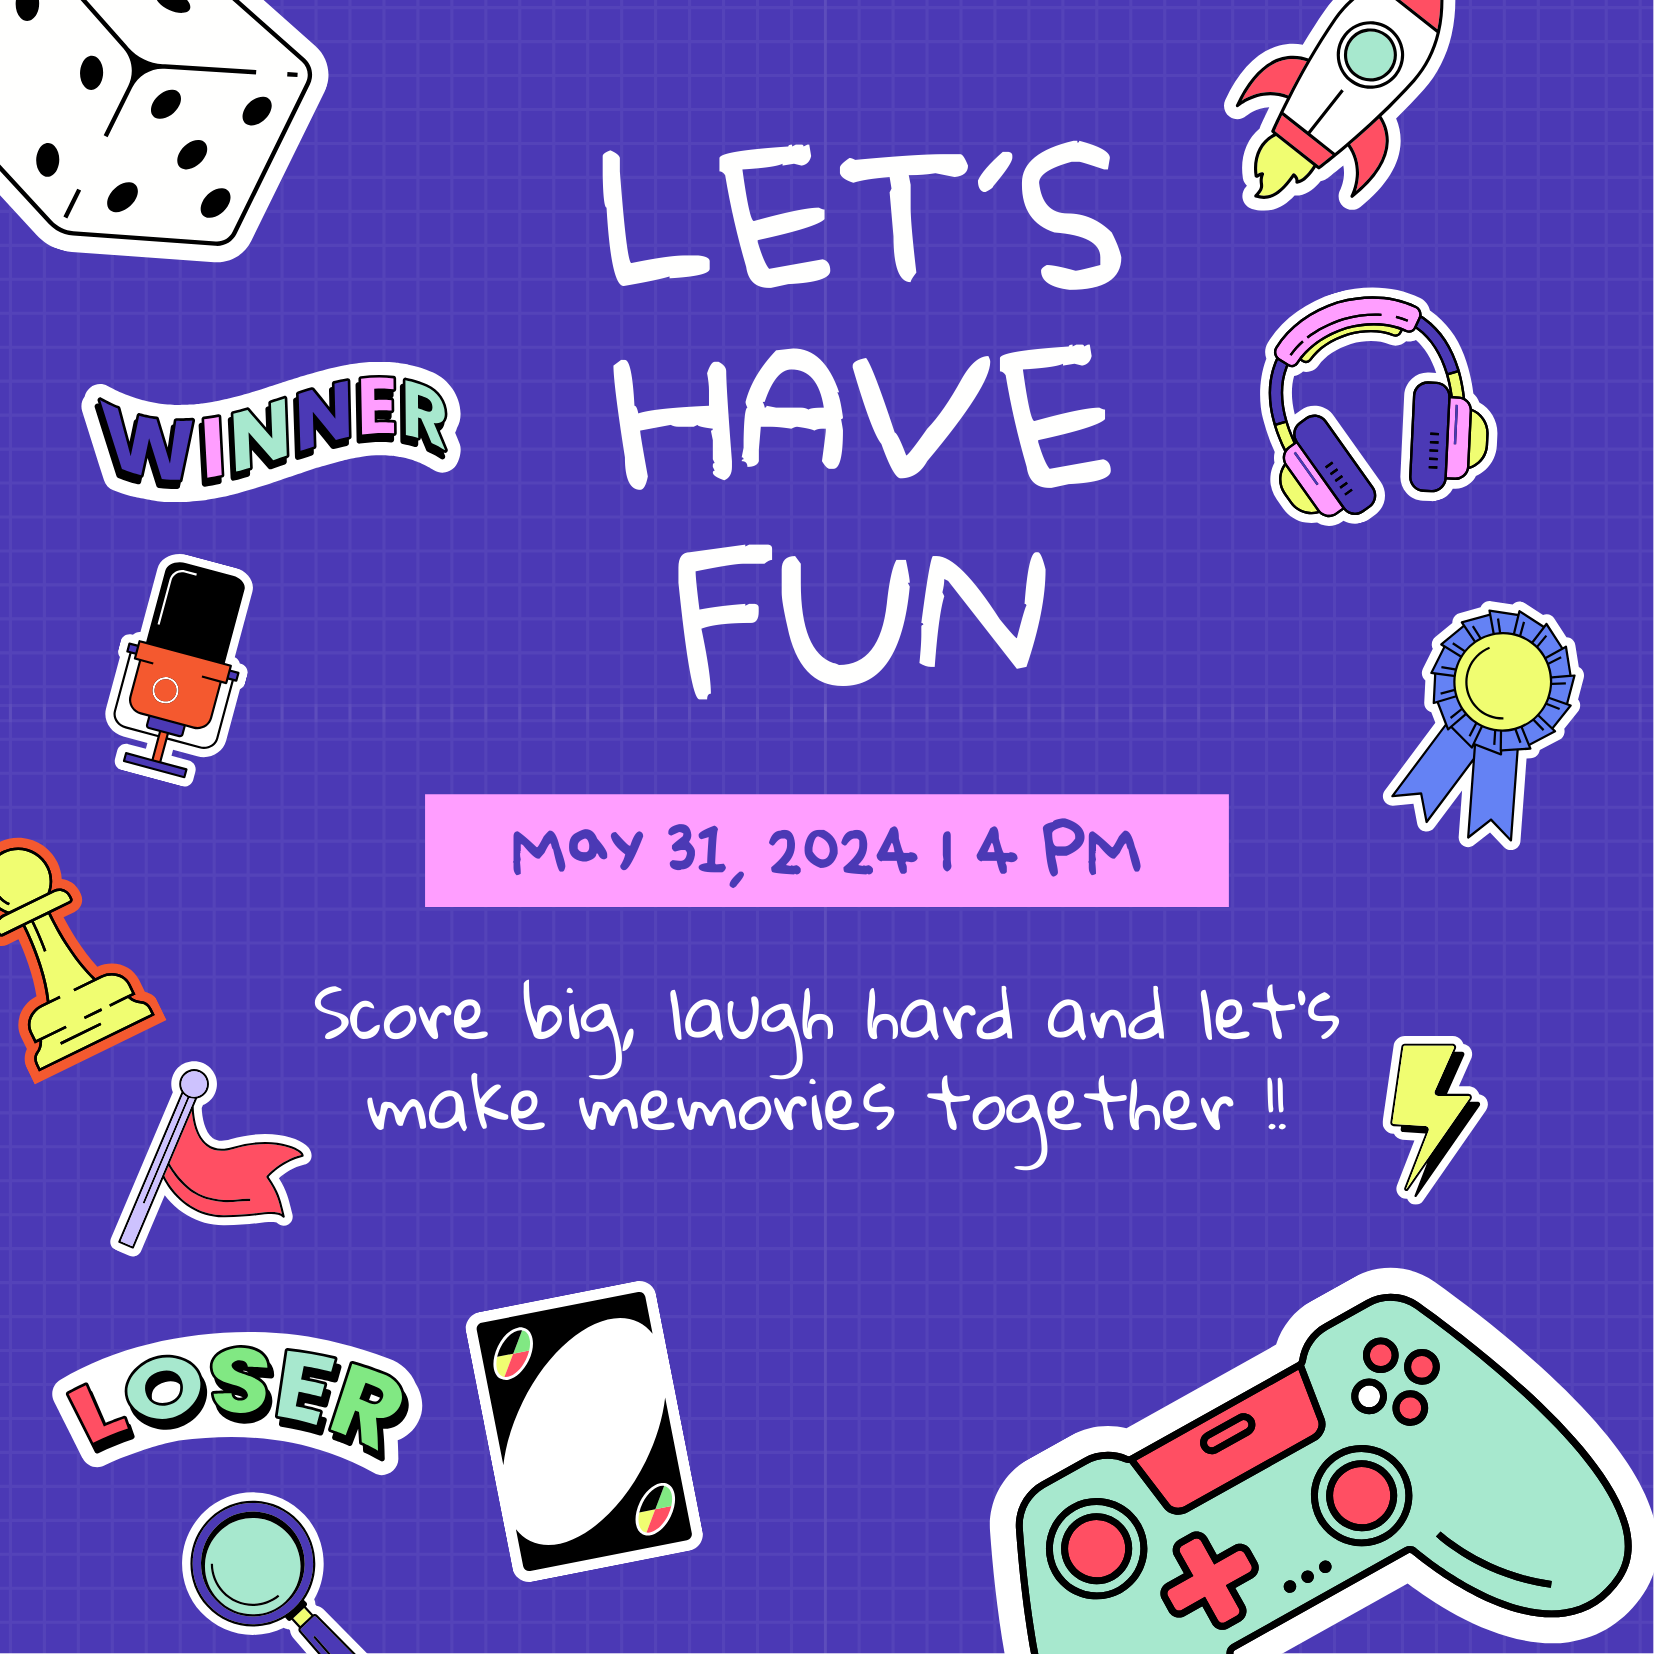 LET'S
HAVE
FUN
WINNER
May 31, 2024 | 4 PM
Score big, laugh hard and let's
make memories together !!
LOSER